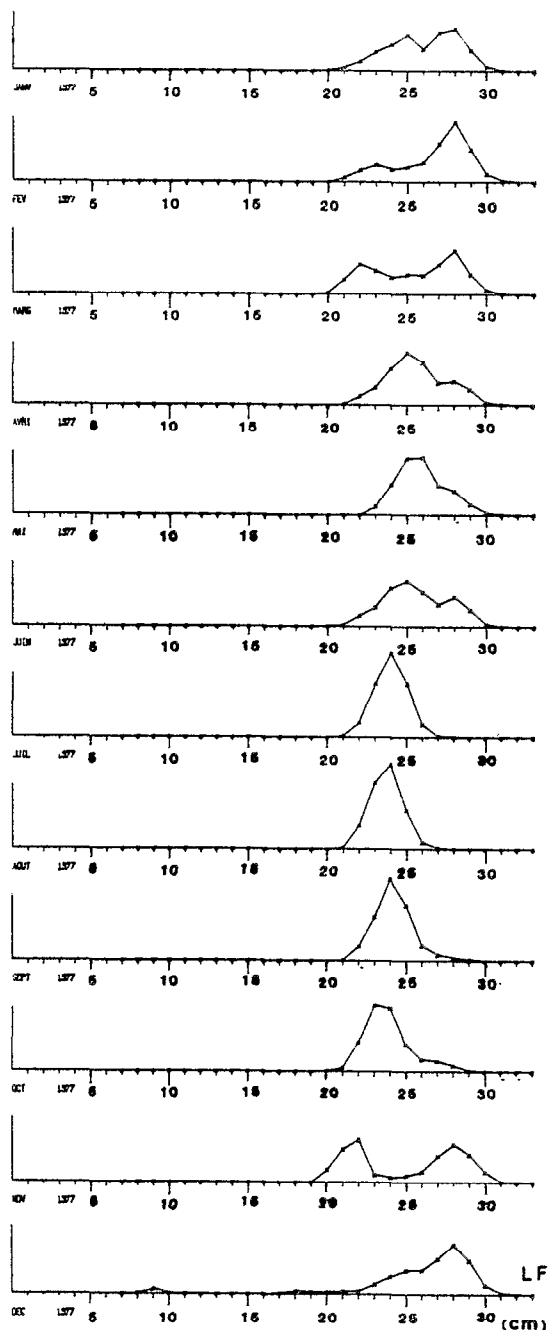 JANV 1977 5 10 15 20 25 30
FEV 1977 5 10 15 20 25 30
MARS 1977 5 10 15 20 25 30
AVRI 1977 5 10 15 20 25 30
MAI 1977 5 10 15 20 25 30
JUIN 1977 5 10 15 20 25 30
JUIL 1977 5 10 15 20 25 30
AOUT 1977 5 10 15 20 25 30
SEPT 1977 5 10 15 20 25 30
OCT 1977 5 10 15 20 25 30
NOV 1977 5 10 15 20 25 30
LF
DEC 1977 5 10 15 20 25 30
(cm)